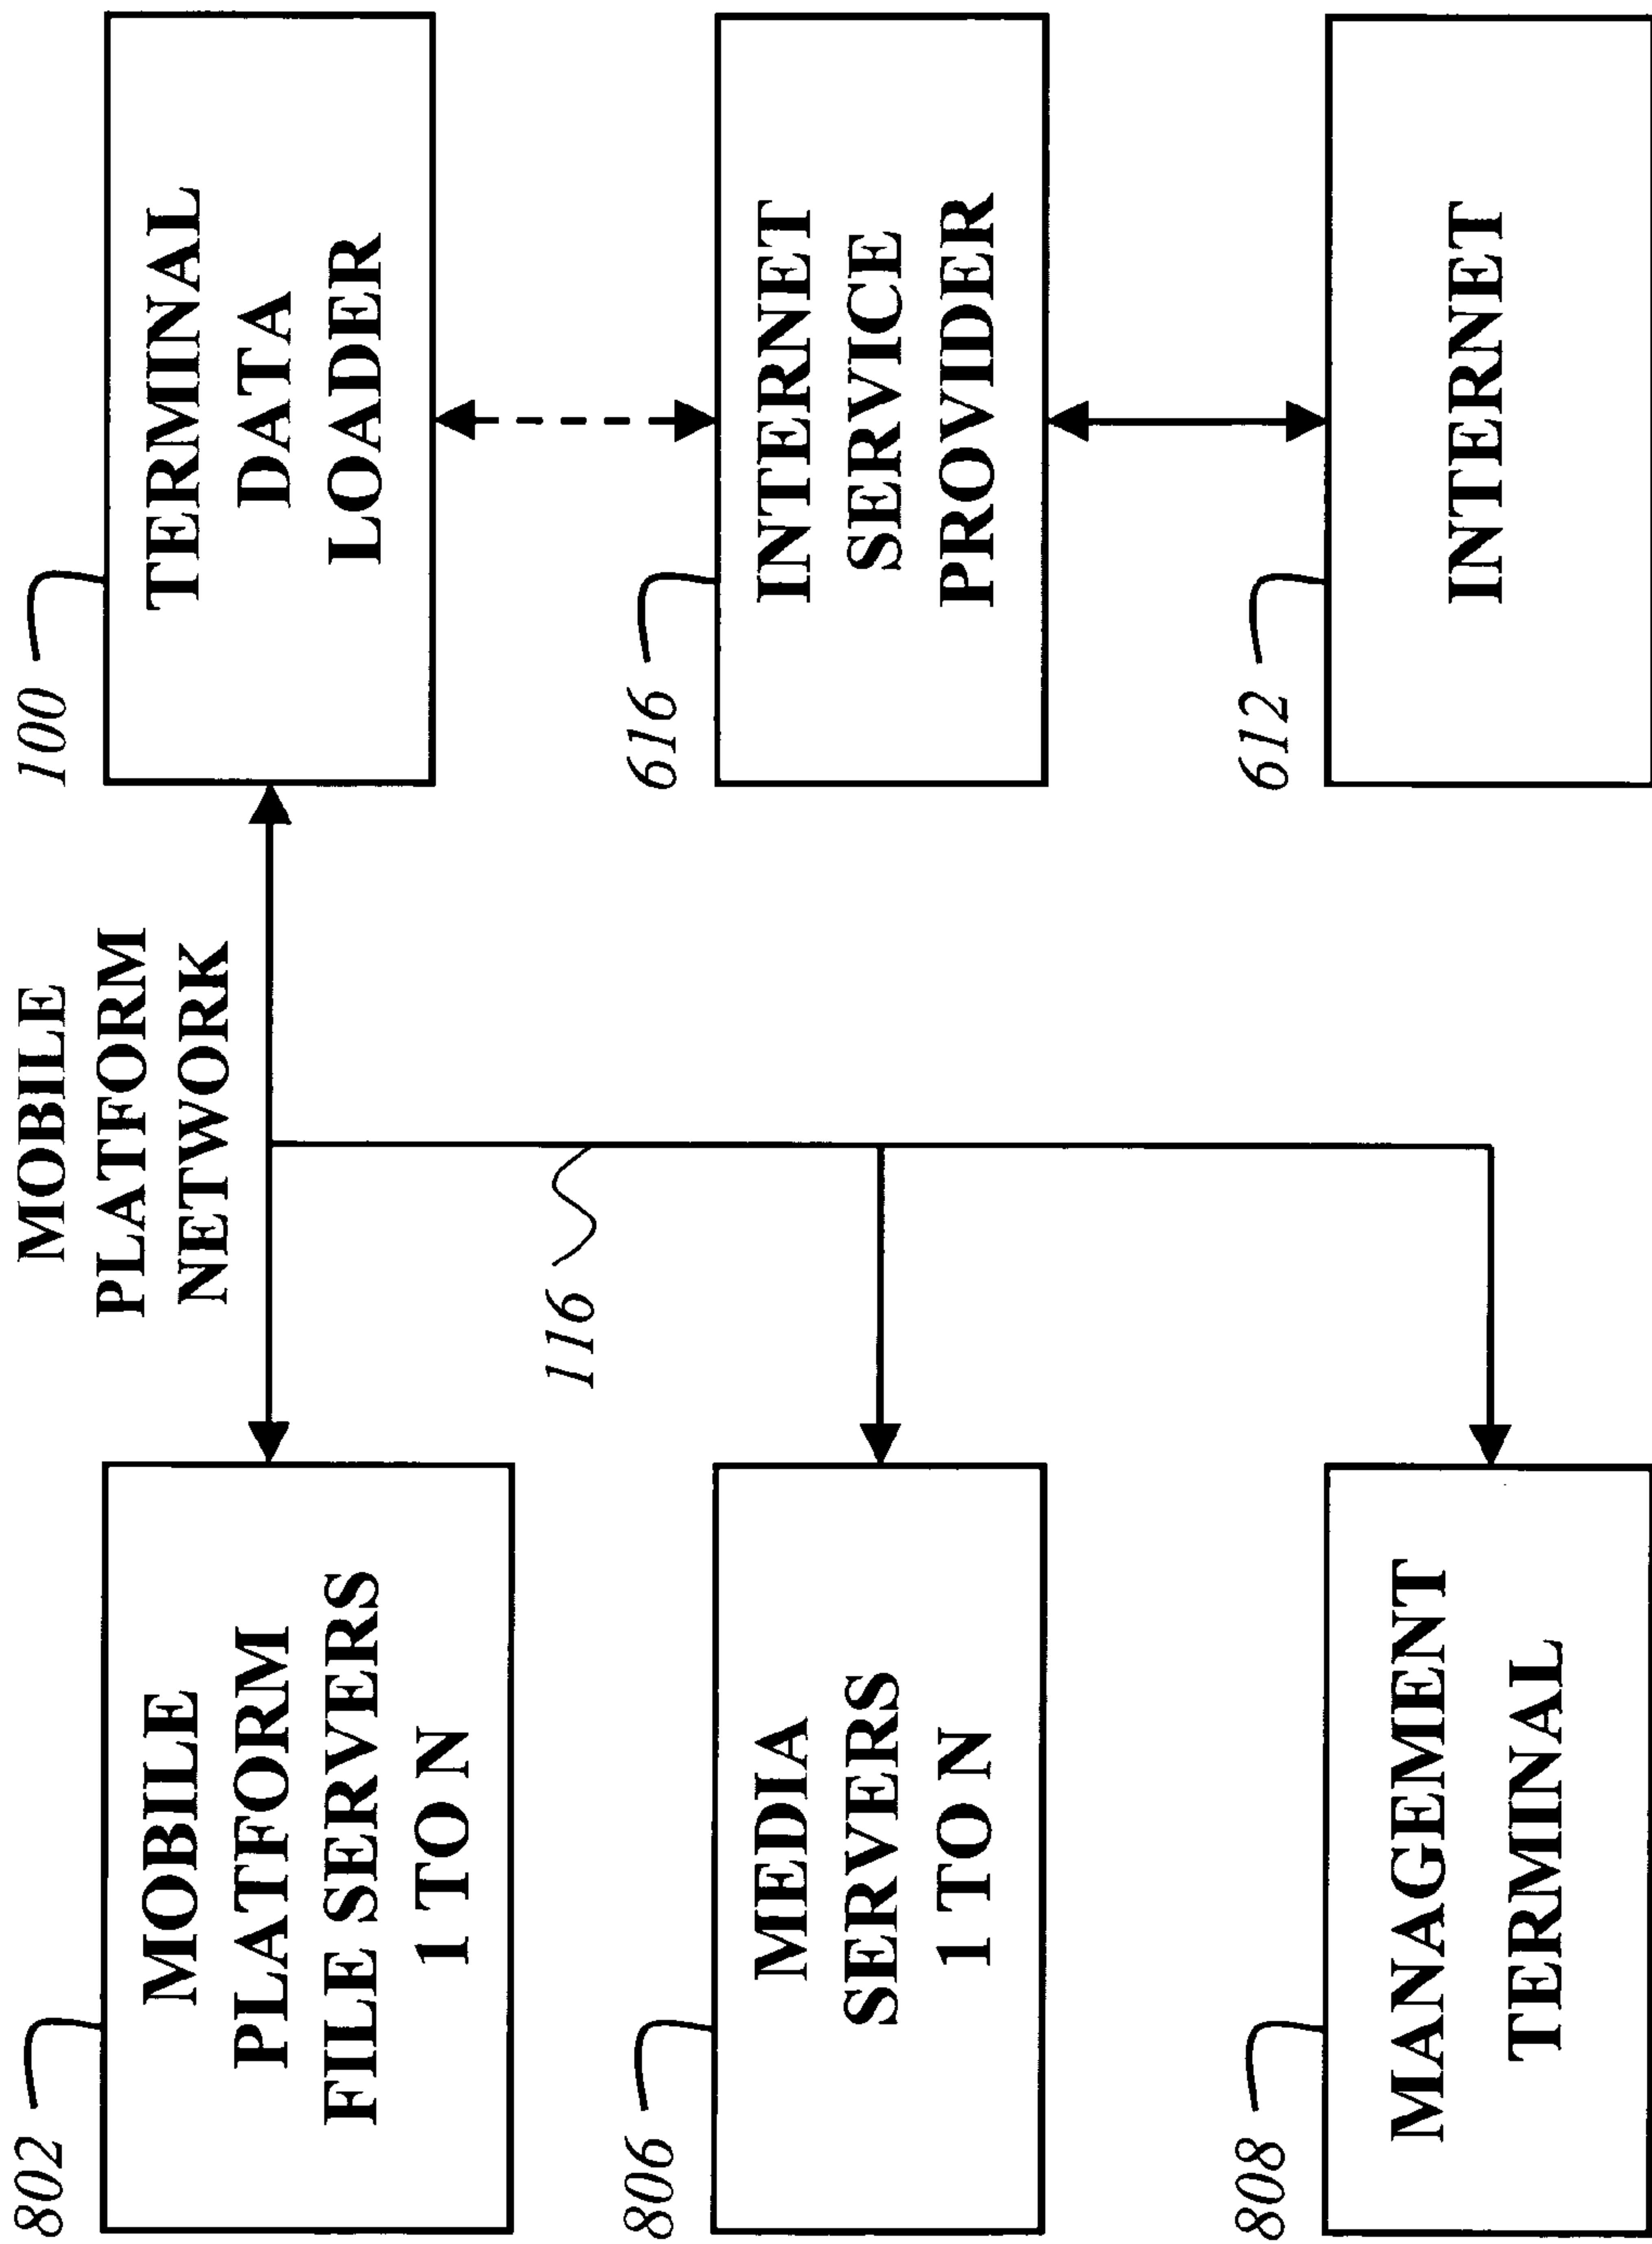 802
MOBILE
PLATFORM
FILE SERVERS
1 TO N
MOBILE
PLATFORM
NETWORK
100
TERMINAL
DATA
LOADER
116
806
MEDIA
SERVERS
1 TO N
616
INTERNET
SERVICE
PROVIDER
808
MANAGEMENT
TERMINAL
612
INTERNET